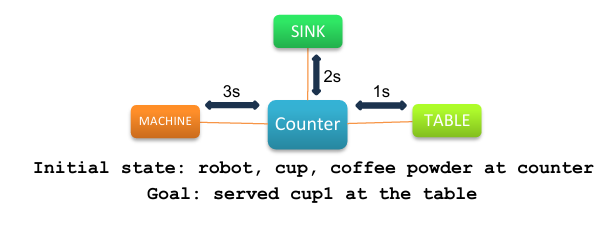 SINK
2s
3s
1s
MACHINE
Counter
TABLE
Initial state: robot, cup, coffee powder at counter
Goal: served cup1 at the table